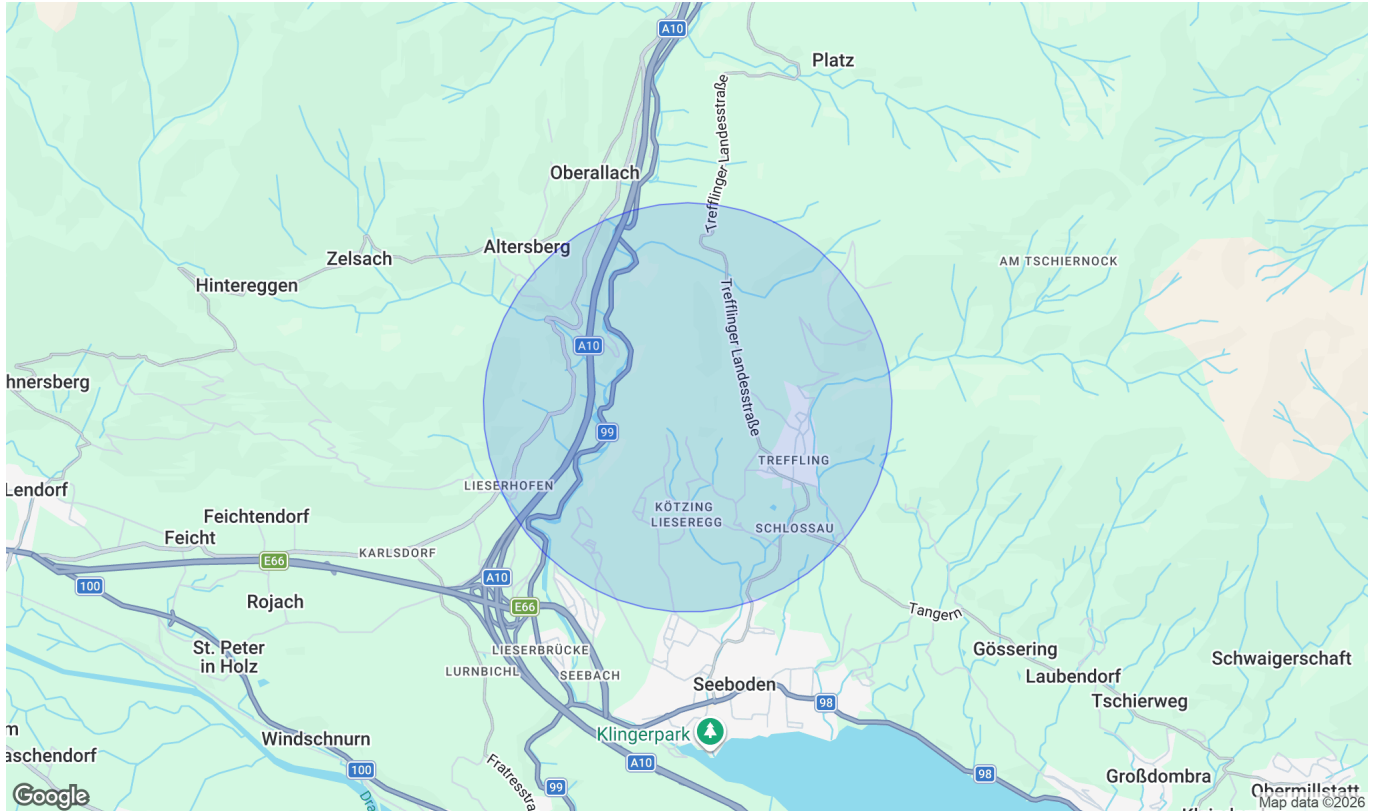 A10
Platz
Trefflinger Landesstraße
Oberallach
Altersberg
Zelsach
AM TSCHIERNOCK
Hintereggen
Trefflinger Landesstraße
A10
hnersberg
99
TREFFLING
LIESERHOFEN
Lendorf
KÖTZING
LIESEREGG
Feichtendorf
SCHLOSSAU
Feicht
KARLSDORF
E66
A10
100
Rojach
E66
Tangern
St. Peter
in Holz
LIESERBRÜCKE
Gössering
Schwaigerschaft
LURNBICHL
SEEBACH
Laubendorf
Seeboden
98
Tschierweg
m
Klingerpark
Windschnurn
aschendorf
A10
100
98
Großdombra
Fratresstra
99
Obermillstatt
Google
Dra
Map data ©2026